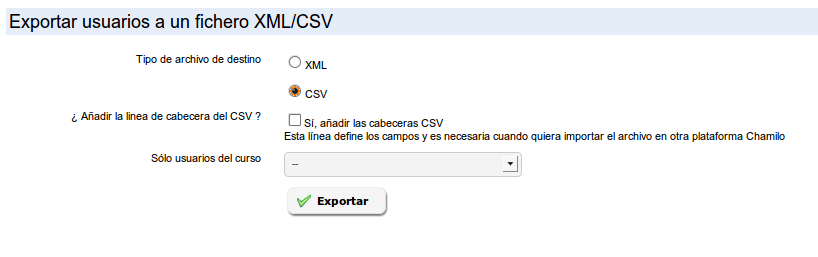 Exportar usuarios a un fichero XML/CSV
Tipo de archivo de destino
XML
CSV
¿ Añadir la linea de cabecera del CSV ?
Sí, añadir las cabeceras CSV
Esta línea define los campos y es necesaria cuando quiera importar el archivo en otra plataforma Chamilo
Sólo usuarios del curso
--
Exportar